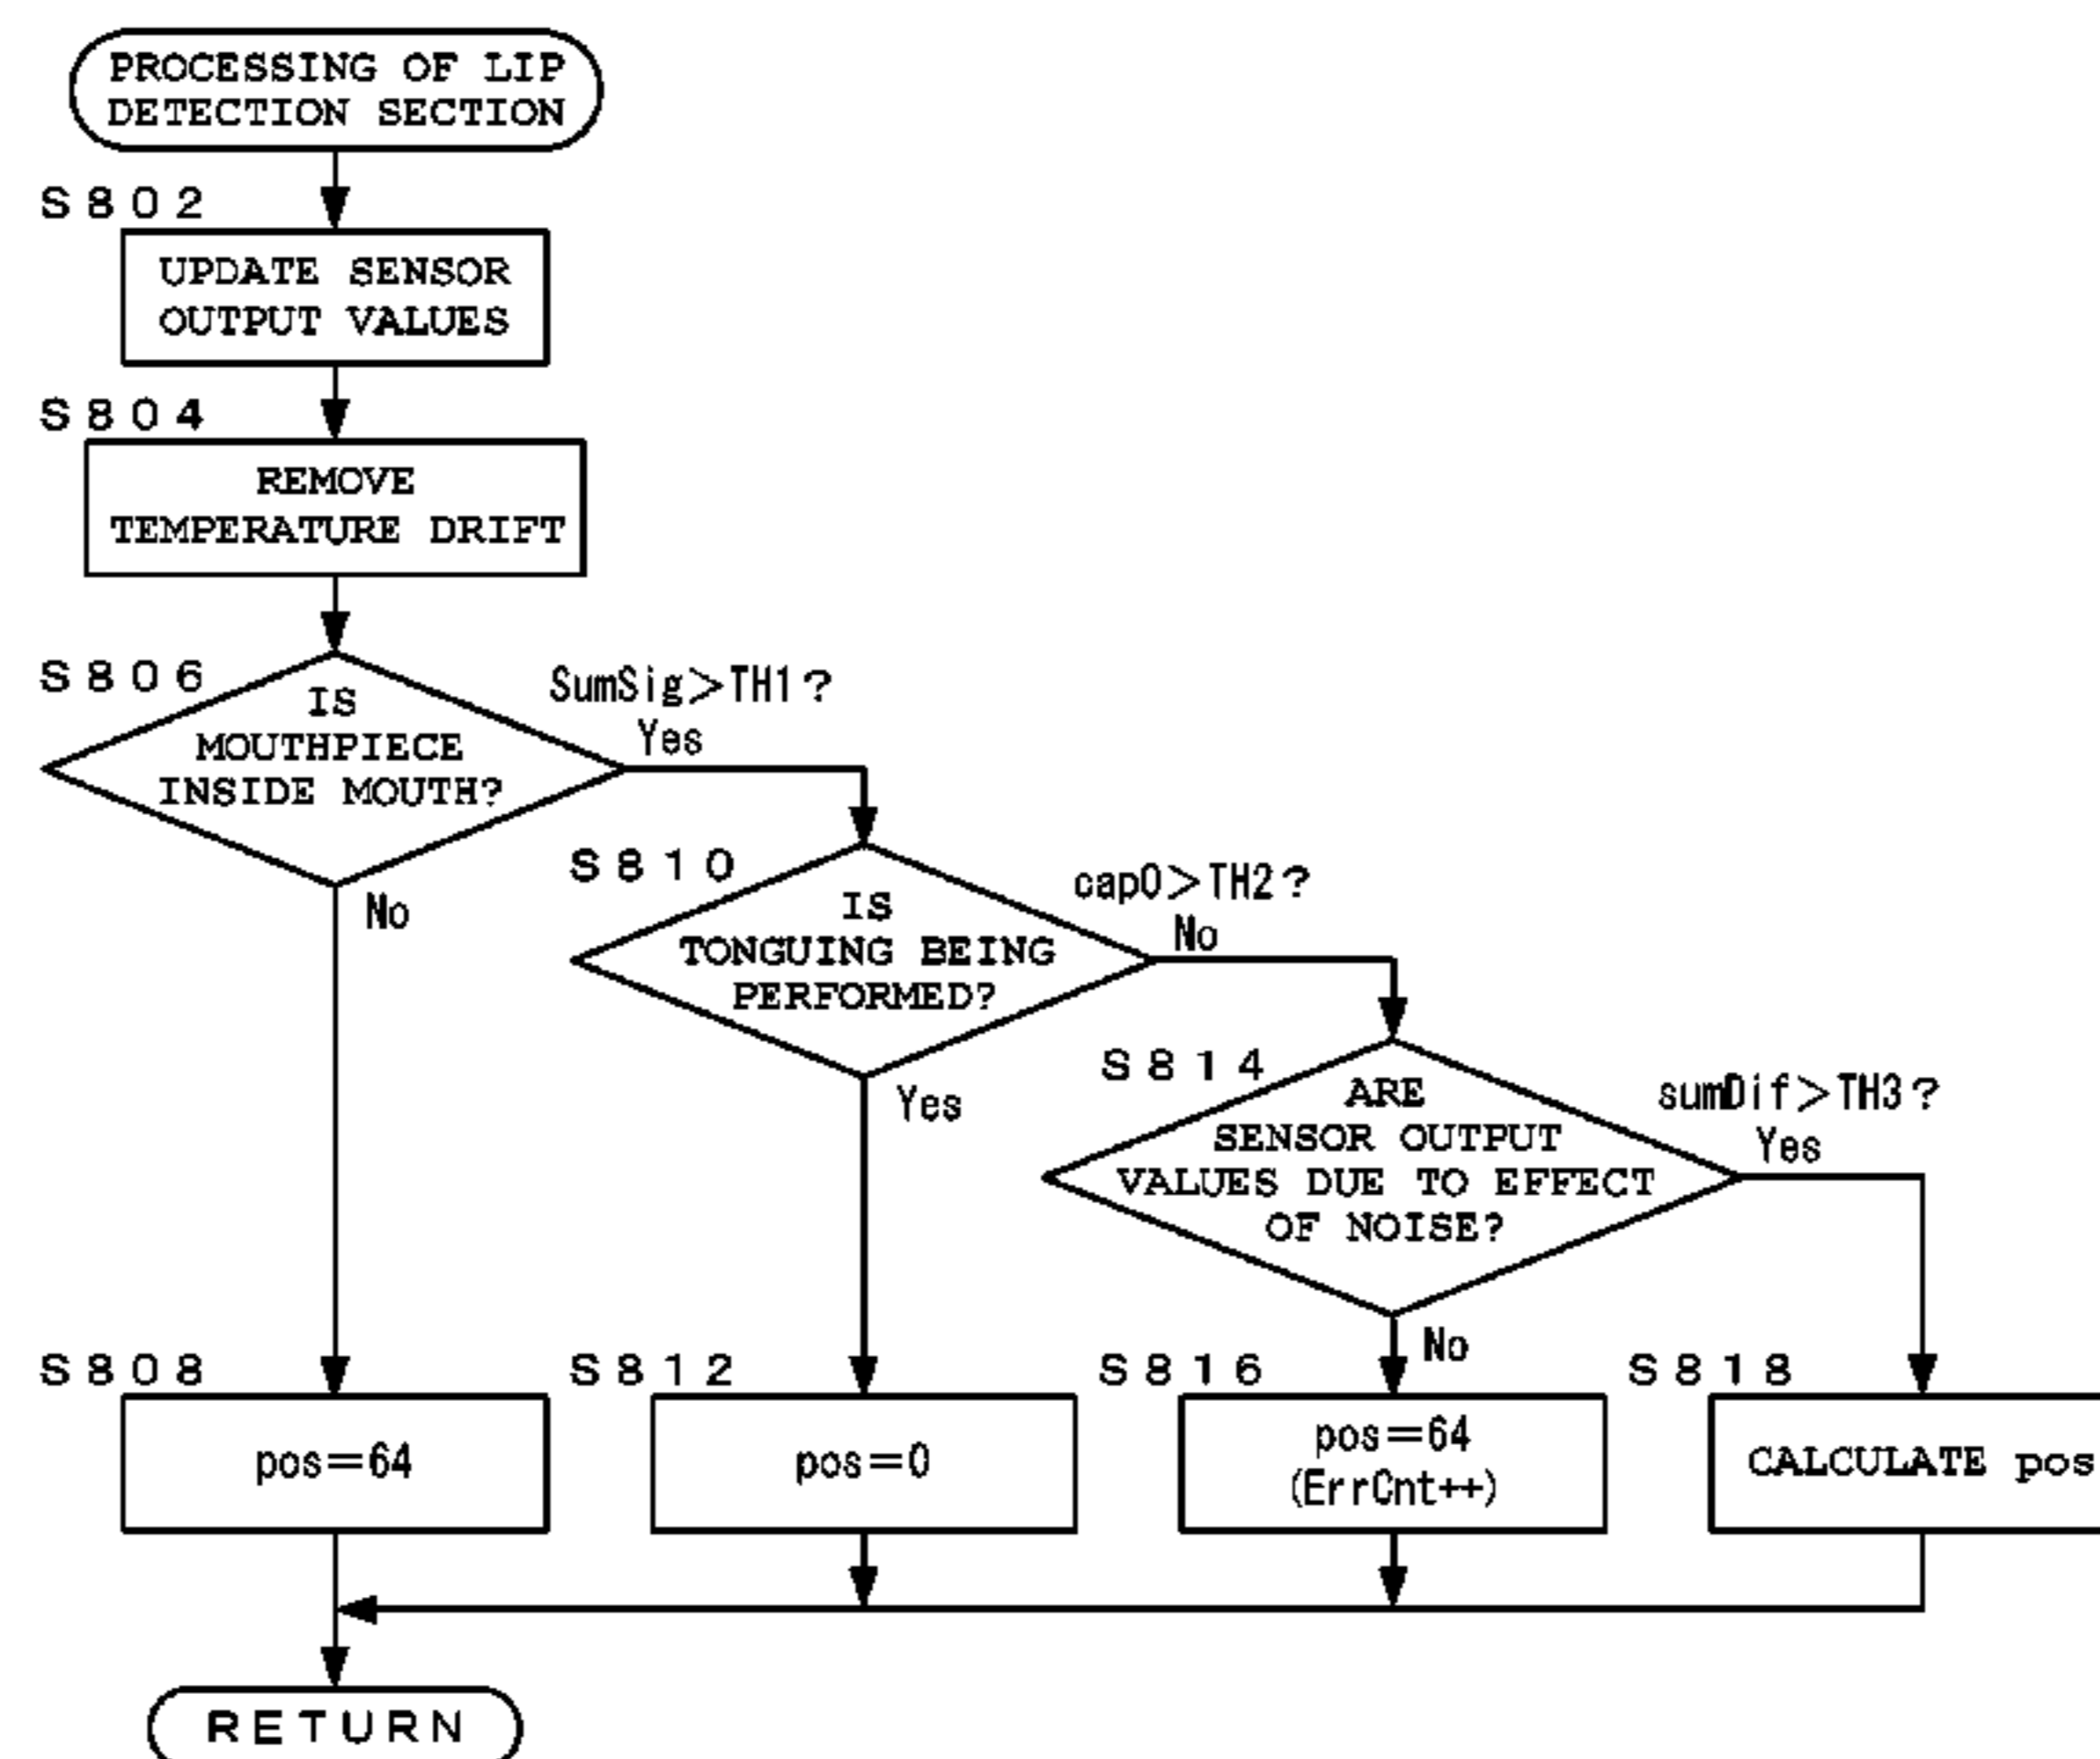 PROCESSING OF LIP
DETECTION SECTION
S802
UPDATE SENSOR
OUTPUT VALUES
S804
REMOVE
TEMPERATURE DRIFT
S806
IS
MOUTHPIECE
INSIDE MOUTH?
SumSig>TH1?
Yes
No
S810
IS
TONGUING BEING
PERFORMED?
cap0>TH2?
No
Yes
S814
ARE
SENSOR OUTPUT
VALUES DUE TO EFFECT
OF NOISE?
sumDif>TH3?
Yes
No
S808
pos=64
S812
pos=0
S816
pos=64
(ErrCnt++)
S818
CALCULATE pos
RETURN